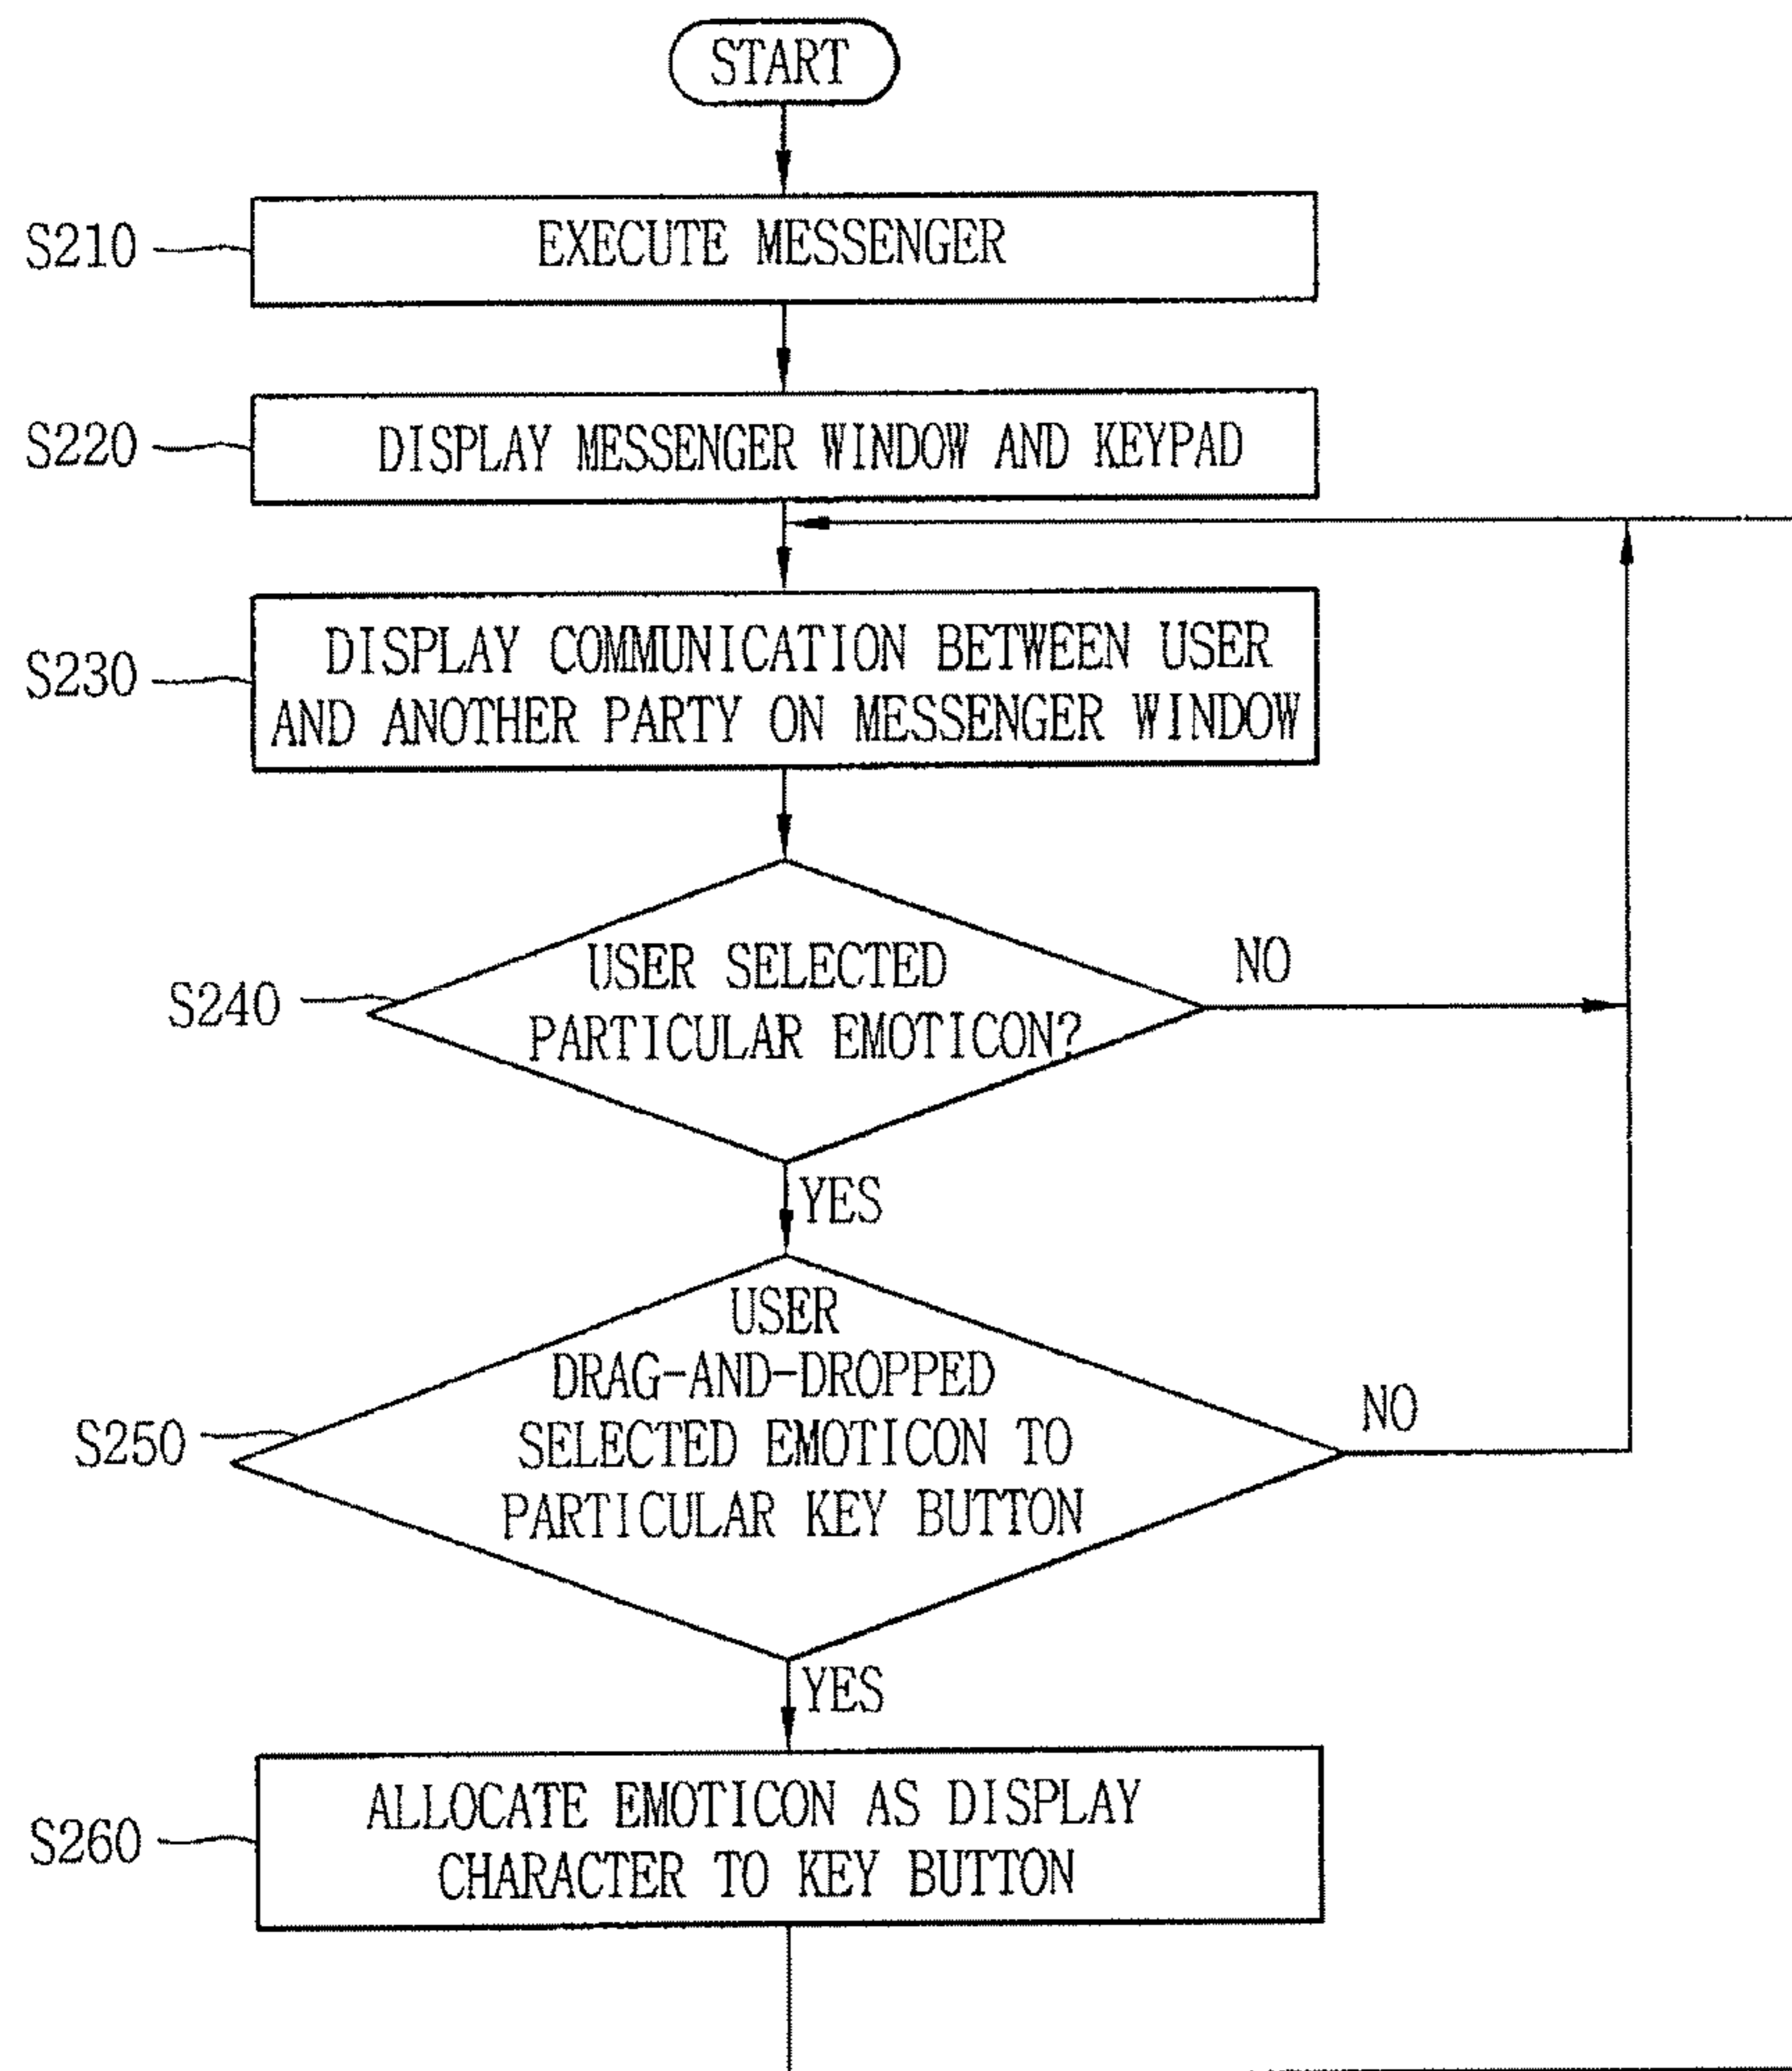 START
S210
EXECUTE MESSENGER
S220
DISPLAY MESSENGER WINDOW AND KEYPAD
S230
DISPLAY COMMUNICATION BETWEEN USER
AND ANOTHER PARTY ON MESSENGER WINDOW
S240
USER SELECTED
PARTICULAR EMOTICON?
NO
YES
S250
USER
DRAG-AND-DROPPED
SELECTED EMOTICON TO
PARTICULAR KEY BUTTON
NO
YES
S260
ALLOCATE EMOTICON AS DISPLAY
CHARACTER TO KEY BUTTON